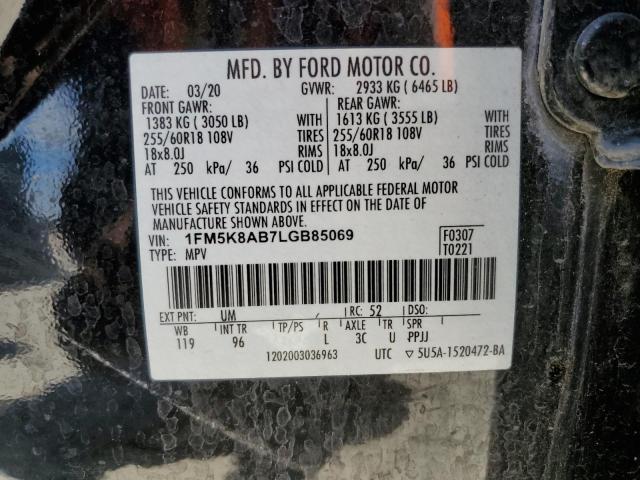 MFD. BY FORD MOTOR CO.
DATE: 03/20 GVWR: 2933 KG ( 6465 LB)
FRONT GAWR: REAR GAWR:
1383 KG ( 3050 LB) WITH 1613 KG ( 3555 LB) WITH
255/60R18 108V TIRES 255/60R18 108V TIRES
18x8.0J RIMS 18x8.0J RIMS
AT 250 kPa/ 36 PSI COLD AT 250 kPa/ 36 PSI COLD
THIS VEHICLE CONFORMS TO ALL APPLICABLE FEDERAL MOTOR
VEHICLE SAFETY STANDARDS IN EFFECT ON THE DATE OF
MANUFACTURE SHOWN ABOVE.
VIN: 1FM5K8AB7LGB85069 F0307
TYPE: MPV T0221
EXT PNT: UM / RC: 52 DSO:
WB INT TR TP/PS R AXLE TR SPR
119 96 L 3C U PPJJ
1202003036963 UTC ▽ 5U5A-1520472-BA